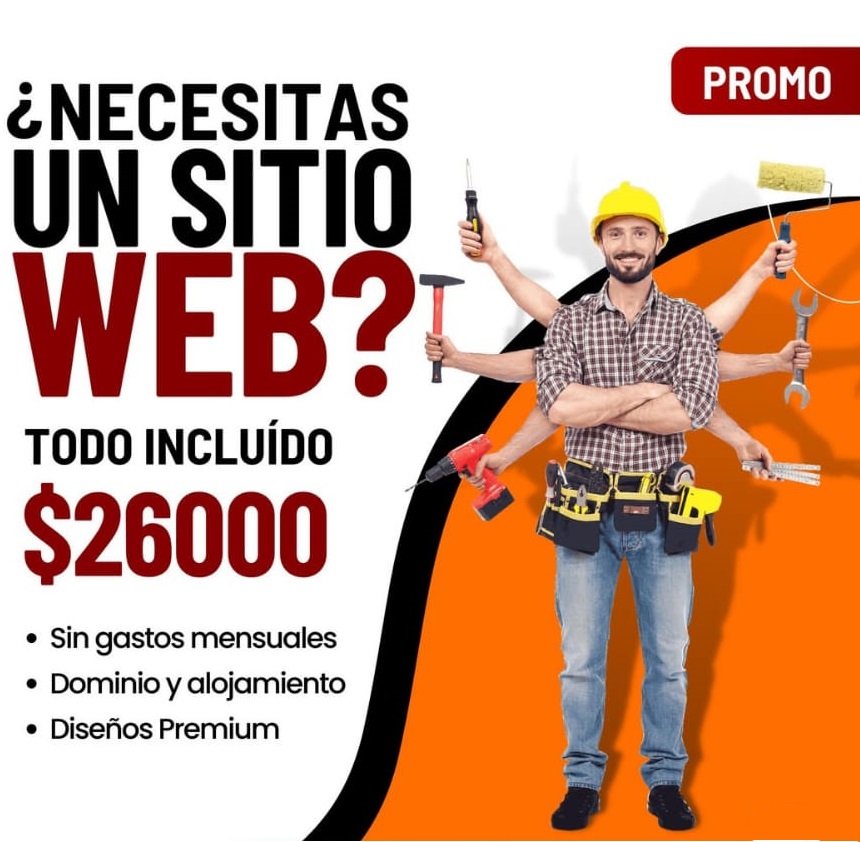 PROMO
¿NECESITAS
UN SITIO
WEB?
TODO INCLUÍDO
$26000
• Sin gastos mensuales
• Dominio y alojamiento
• Diseños Premium